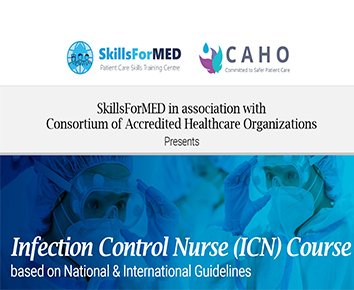 SkillsForMED
Patient Care Skills Training Centre
CAHO
Committed to Safer Patient Care
SkillsForMED in association with
Consortium of Accredited Healthcare Organizations
Presents
Infection Control Nurse (ICN) Course
based on National & International Guidelines